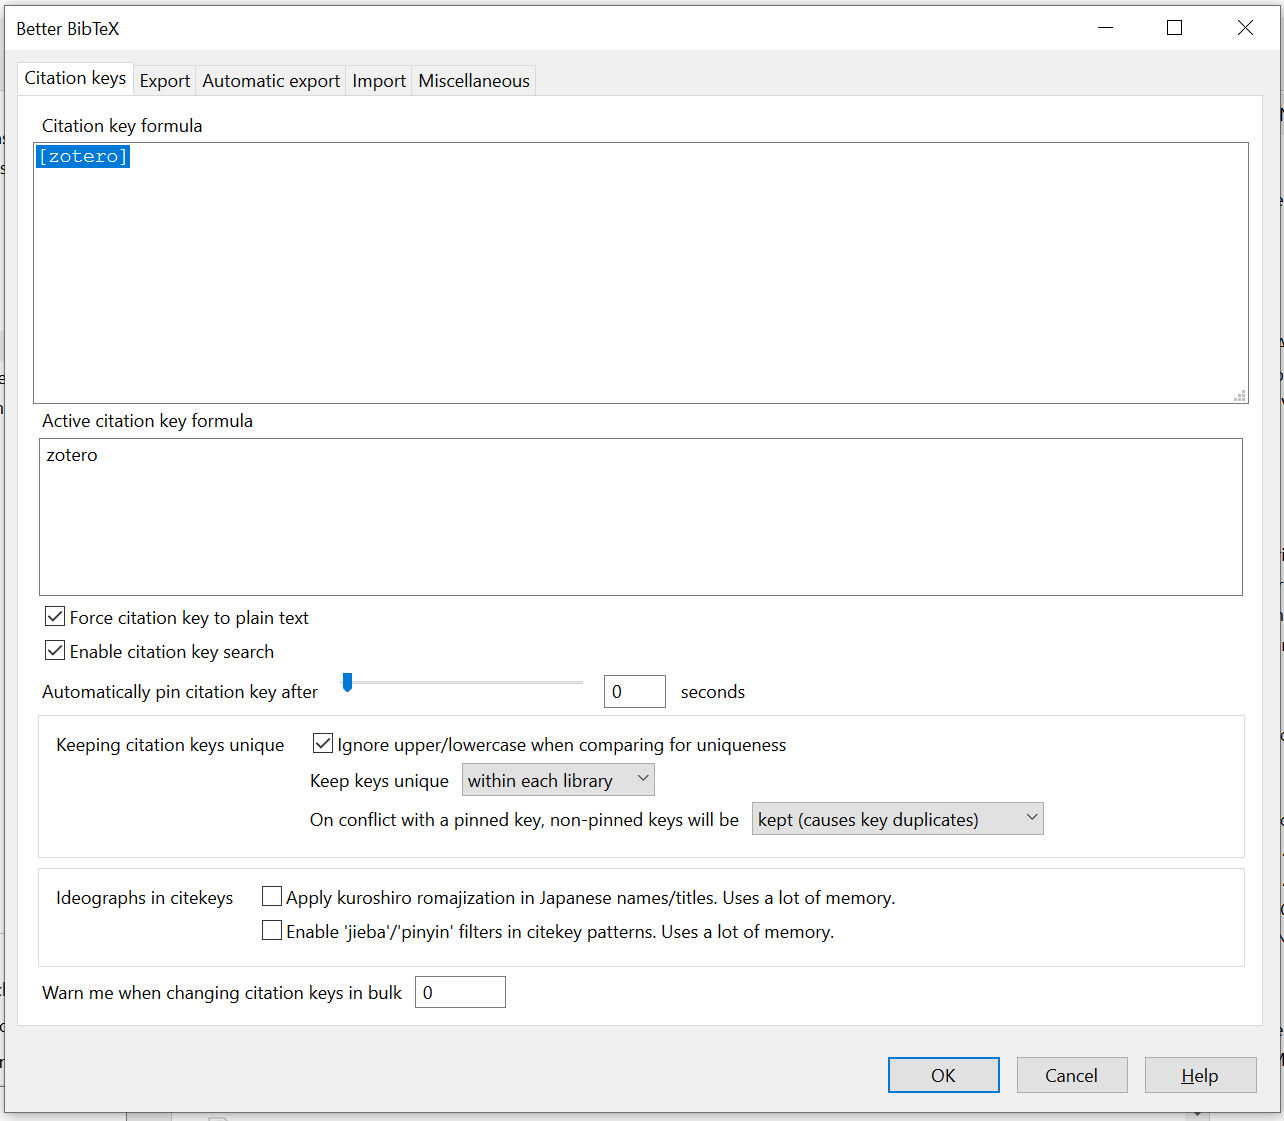 Better BibTeX
Citation keys Export Automatic export Import Miscellaneous
Citation key formula
[zotero]
Active citation key formula
zotero
Force citation key to plain text
Enable citation key search
Automatically pin citation key after 0 seconds
Keeping citation keys unique Ignore upper/lowercase when comparing for uniqueness
Keep keys unique within each library
On conflict with a pinned key, non-pinned keys will be kept (causes key duplicates)
Ideographs in citekeys Apply kuroshiro romajization in Japanese names/titles. Uses a lot of memory.
Enable 'jieba'/'pinyin' filters in citekey patterns. Uses a lot of memory.
Warn me when changing citation keys in bulk 0
OK Cancel Help